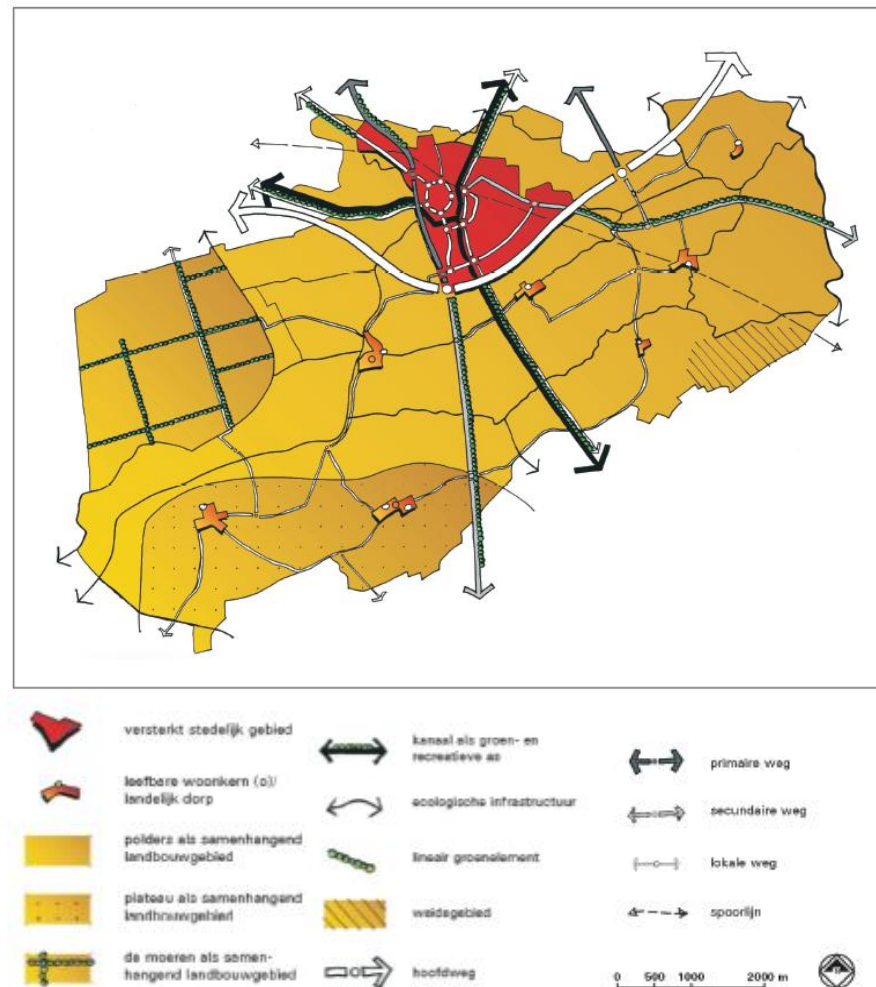 versterkt stedelijk gebied
leefbare woonkern (o)/
landelijk dorp
polders als samenhangend
landbouwgebied
plateau als samenhangend
landbouwgebied
de moeren als samen-
hangend landbouwgebied
kanaal als groen- en
recreatieve as
ecologische infrastructuur
lineair groenelement
weidegebied
hoofdweg
primaire weg
secundaire weg
lokale weg
spoorlijn
0 500 1000 2000 m